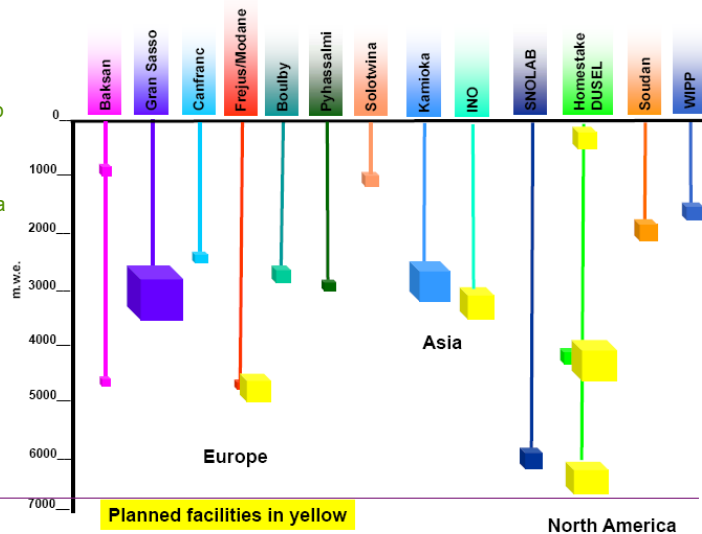 Baksan
Gran Sasso
Canfranc
Frejus/Modane
Boulby
Pyhassalmi
Solotwina
Kamioka
INO
SNOLAB
Homestake
DUSEL
Soudan
WIPP
o
a
0
1000
2000
3000
4000
5000
6000
7000
m.w.e.
Asia
Europe
Planned facilities in yellow
North America